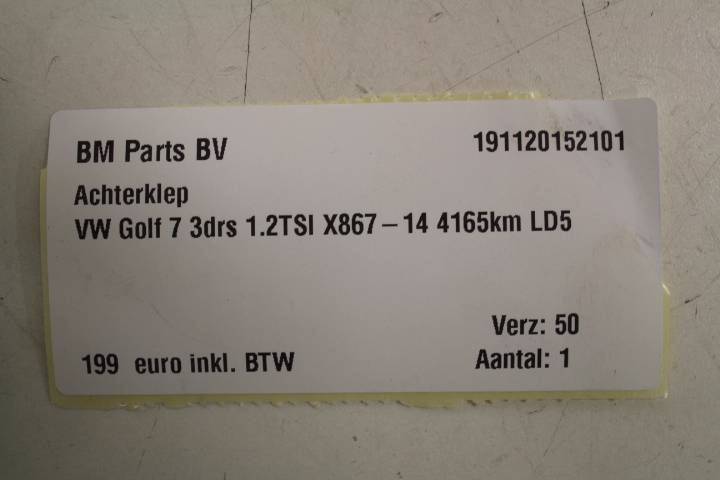 BM Parts BV 191120152101
Achterklep
VW Golf 7 3drs 1.2TSI X867 – 14 4165km LD5
Verz: 50
199 euro inkl. BTW Aantal: 1